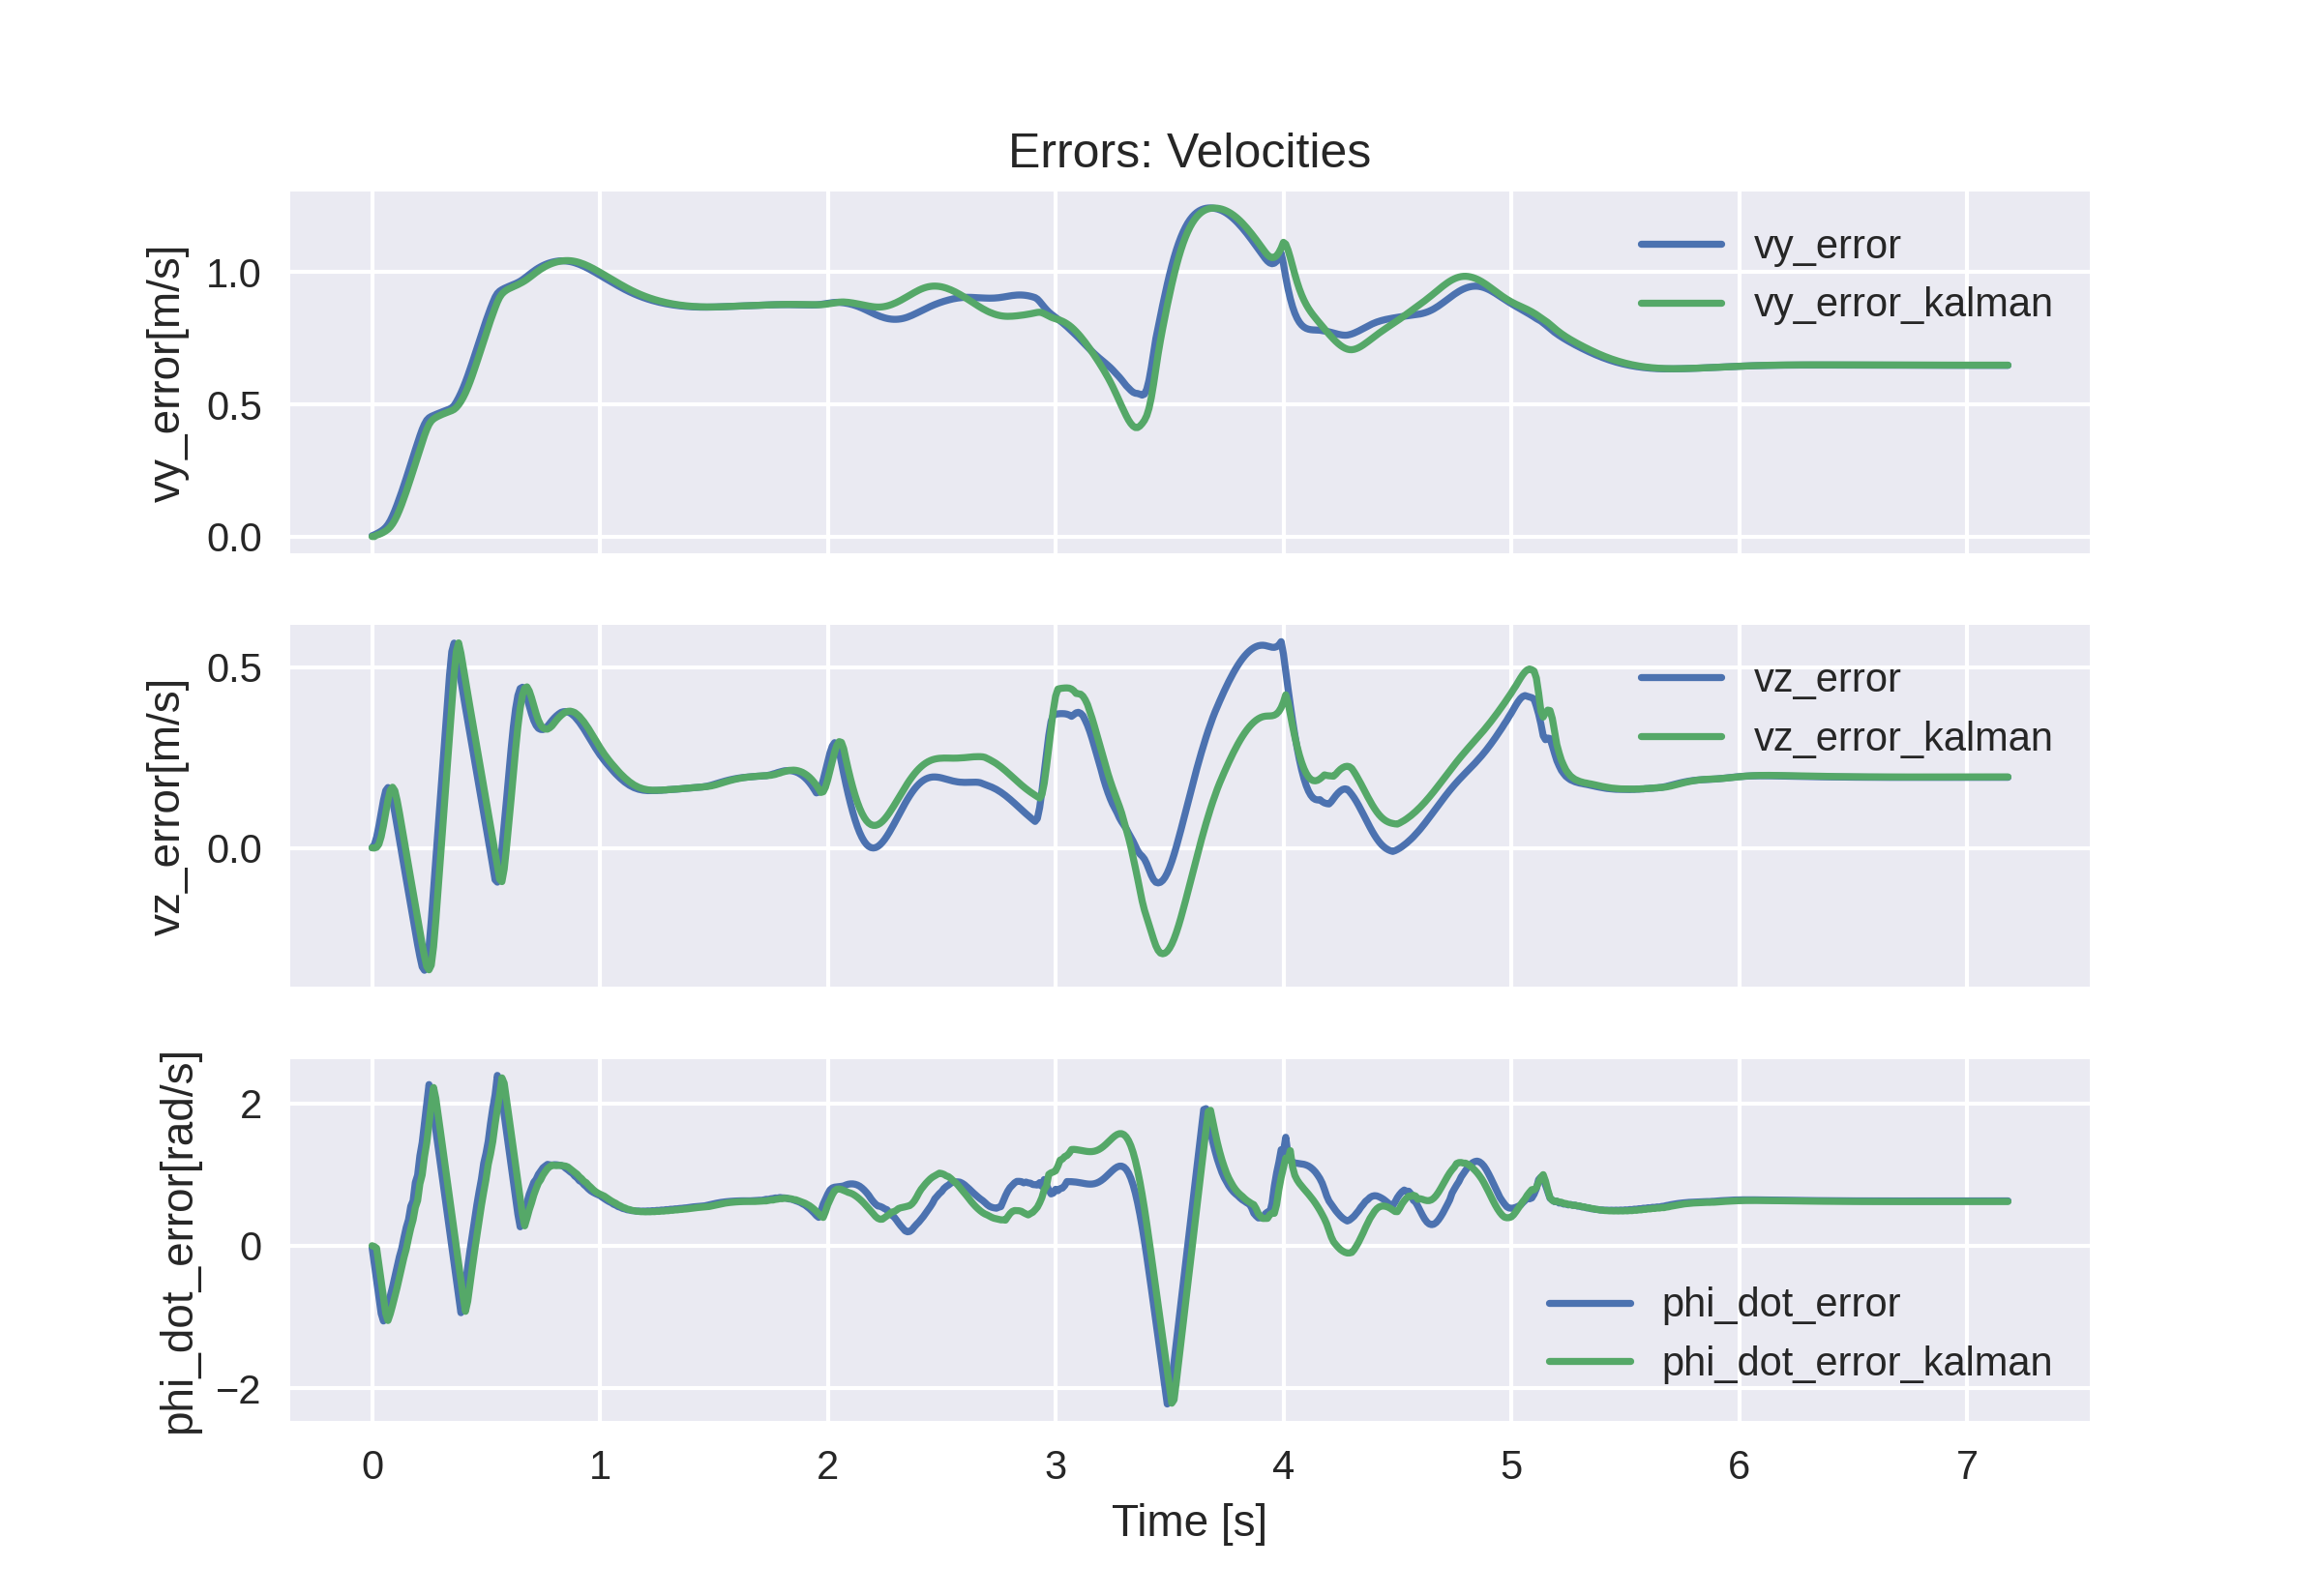 Errors: Velocities
vy_error[m/s]
1.0
0.5
0.0
vy_error
vy_error_kalman
vz_error[m/s]
0.5
0.0
vz_error
vz_error_kalman
phi_dot_error[rad/s]
2
0
−2
phi_dot_error
phi_dot_error_kalman
0 1 2 3 4 5 6 7
Time [s]